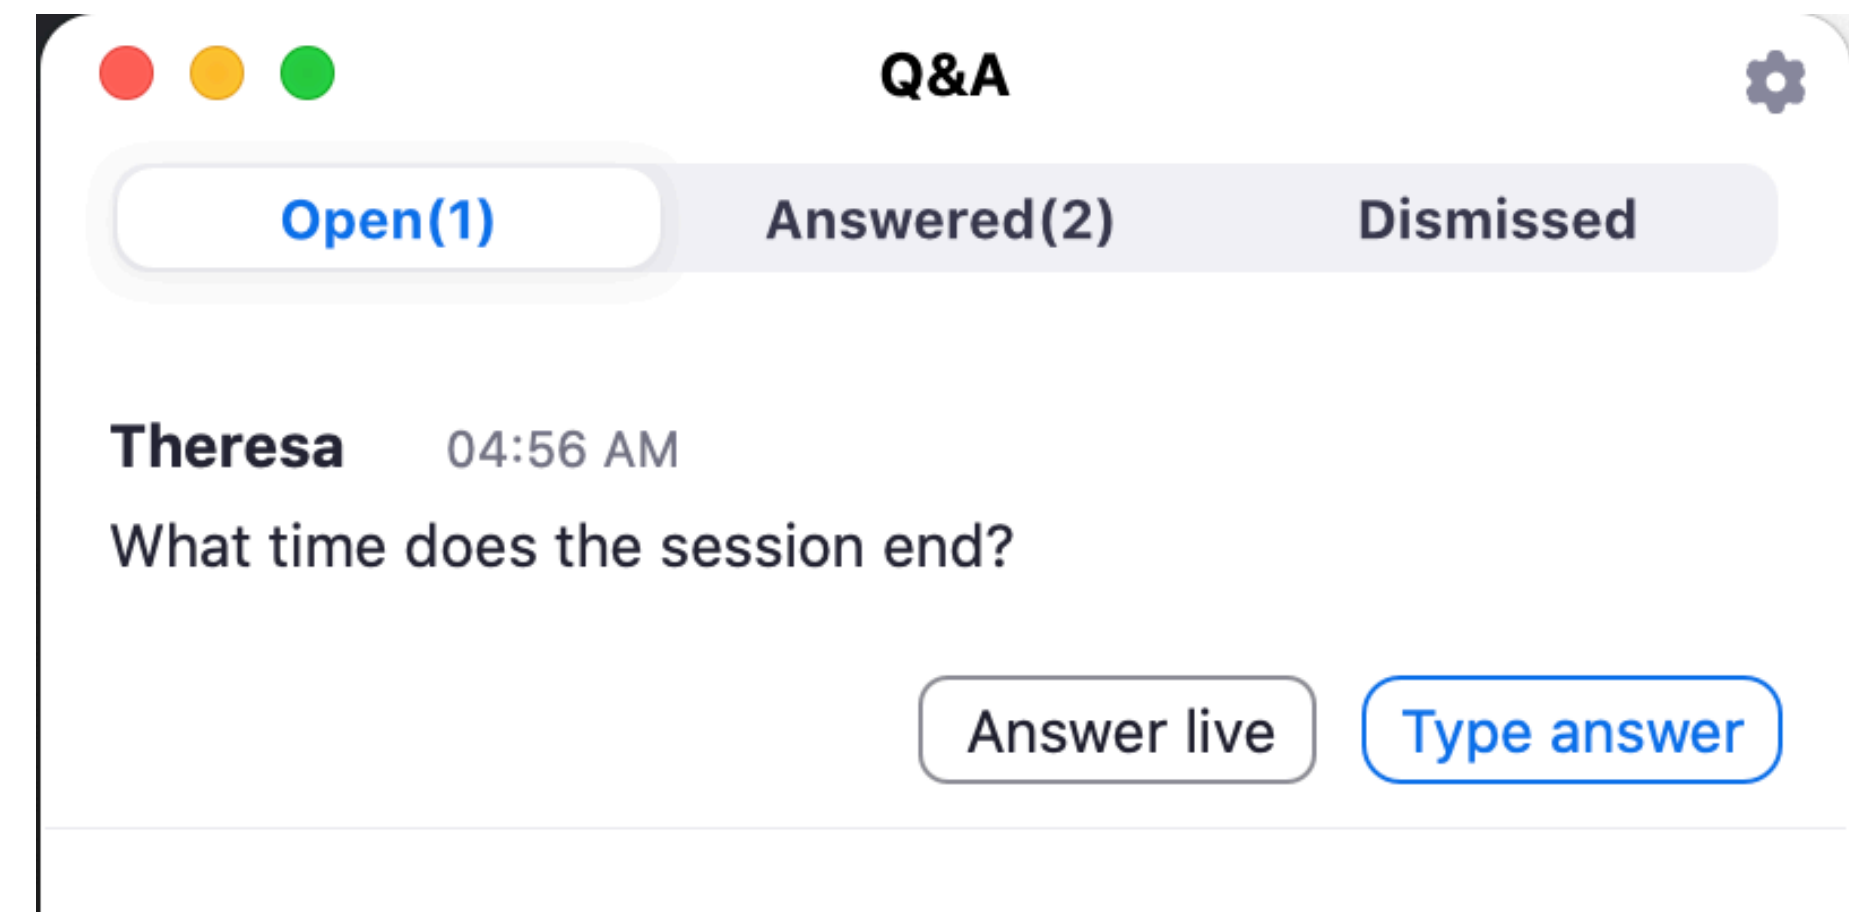 Q&A
Open(1) Answered(2) Dismissed
Theresa 04:56 AM
What time does the session end?
Answer live Type answer